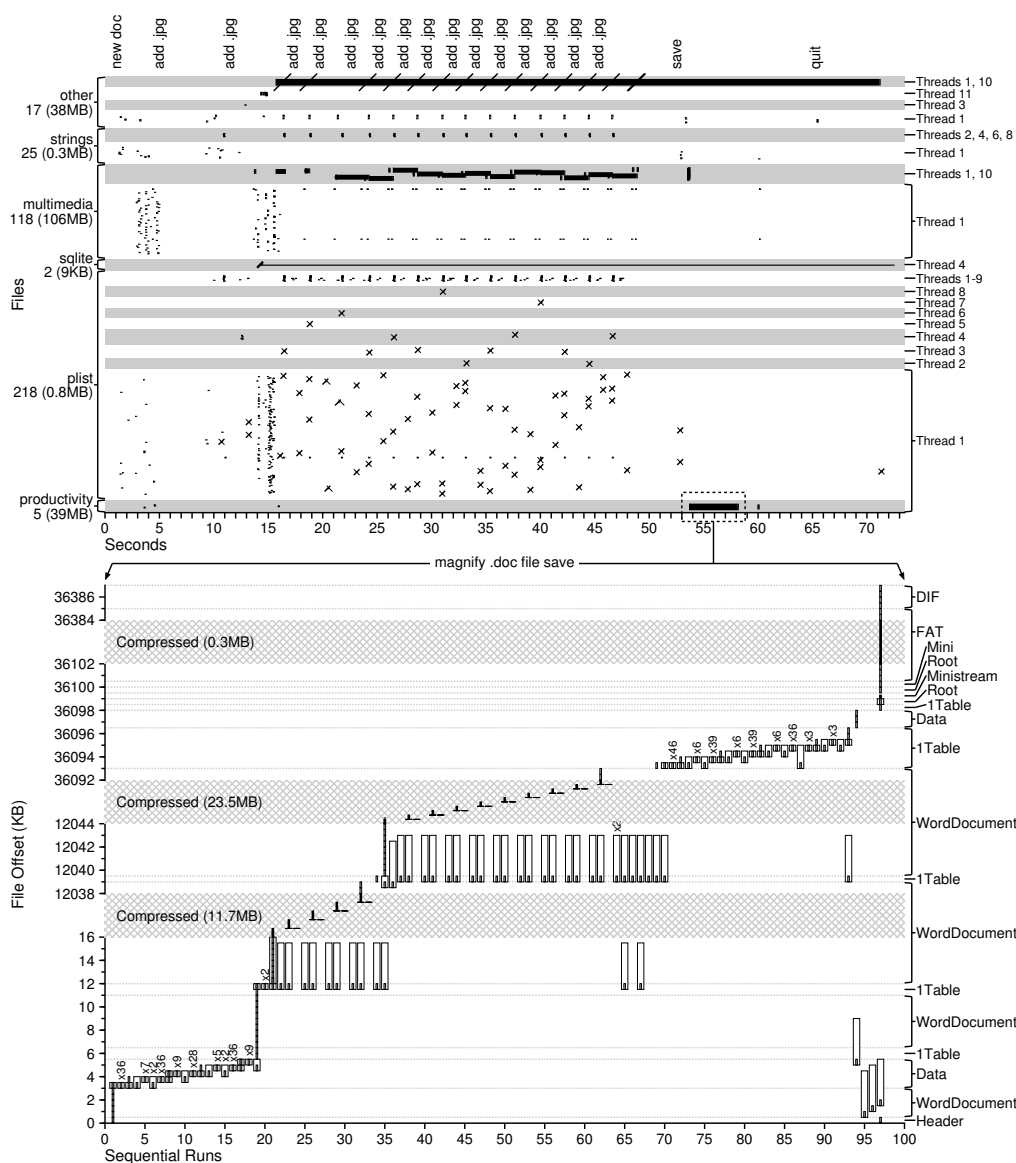 new doc
add .jpg
add .jpg
add .jpg
add .jpg
add .jpg
add .jpg
add .jpg
add .jpg
add .jpg
add .jpg
add .jpg
add .jpg
add .jpg
add .jpg
save
quit
other
17 (38MB)
strings
25 (0.3MB)
multimedia
118 (106MB)
sqlite
2 (9KB)
plist
218 (0.8MB)
productivity
5 (39MB)
Files
Threads 1, 10
Thread 11
Thread 3
Thread 1
Threads 2, 4, 6, 8
Thread 1
Threads 1, 10
Thread 1
Thread 4
Threads 1-9
Thread 8
Thread 7
Thread 6
Thread 5
Thread 4
Thread 3
Thread 2
Thread 1
0 5 10 15 20 25 30 35 40 45 50 55 60 65 70
Seconds
magnify .doc file save
36386
36384
36102
36100
36098
36096
36094
36092
12044
12042
12040
12038
16
14
12
10
8
6
4
2
0
File Offset (KB)
Compressed (0.3MB)
Compressed (23.5MB)
Compressed (11.7MB)
x36
x7
x2
x36
x9
x28
x5
x2
x36
x9
x2
x2
x46
x6
x39
x6
x39
x6
x36
x3
x3
DIF
FAT
Mini
Root
Ministream
Root
1Table
Data
1Table
WordDocument
1Table
WordDocument
1Table
WordDocument
1Table
Data
WordDocument
Header
0 5 10 15 20 25 30 35 40 45 50 55 60 65 70 75 80 85 90 95 100
Sequential Runs